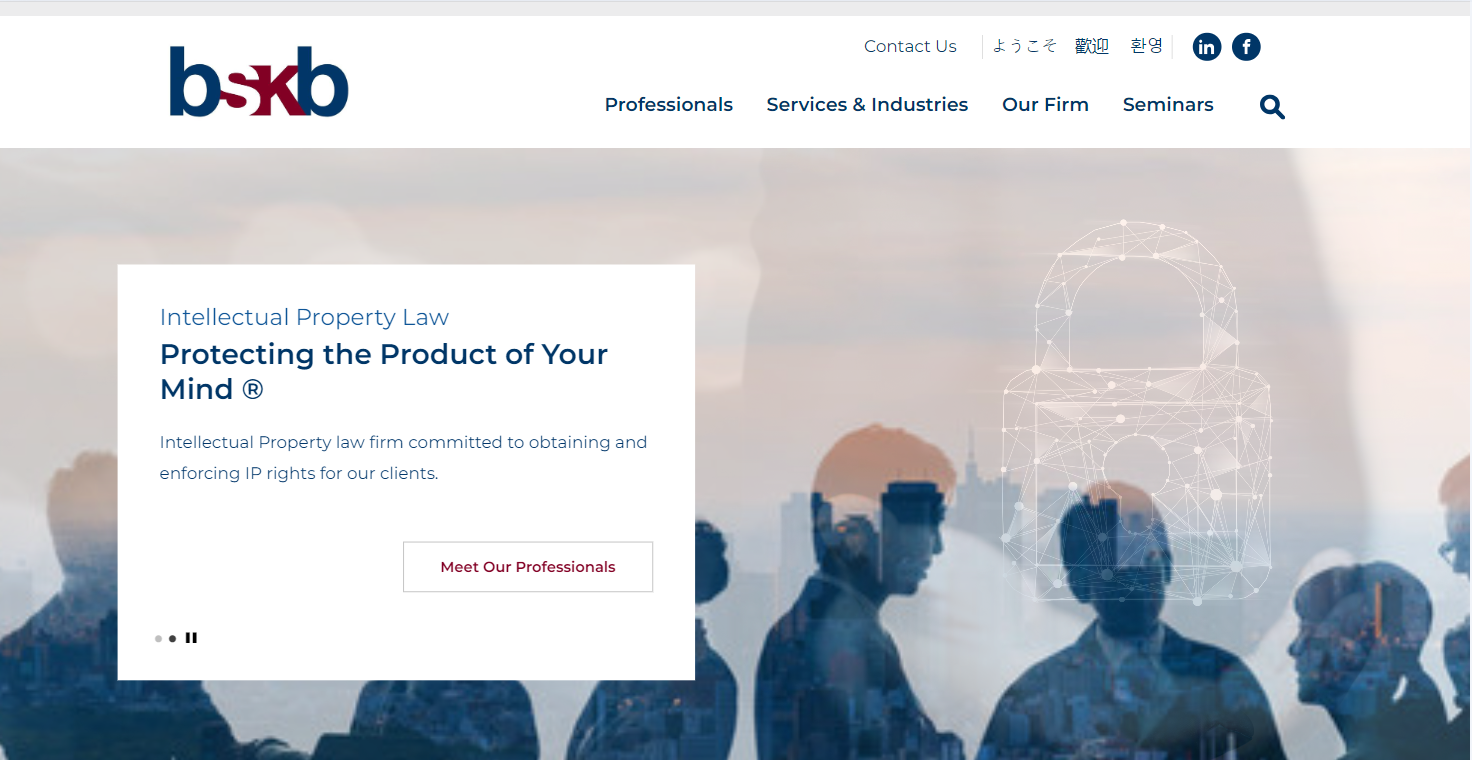 bskb
Contact Us ようこそ 歡迎 환영
Professionals Services & Industries Our Firm Seminars
Intellectual Property Law
Protecting the Product of Your
Mind ®
Intellectual Property law firm committed to obtaining and
enforcing IP rights for our clients.
Meet Our Professionals